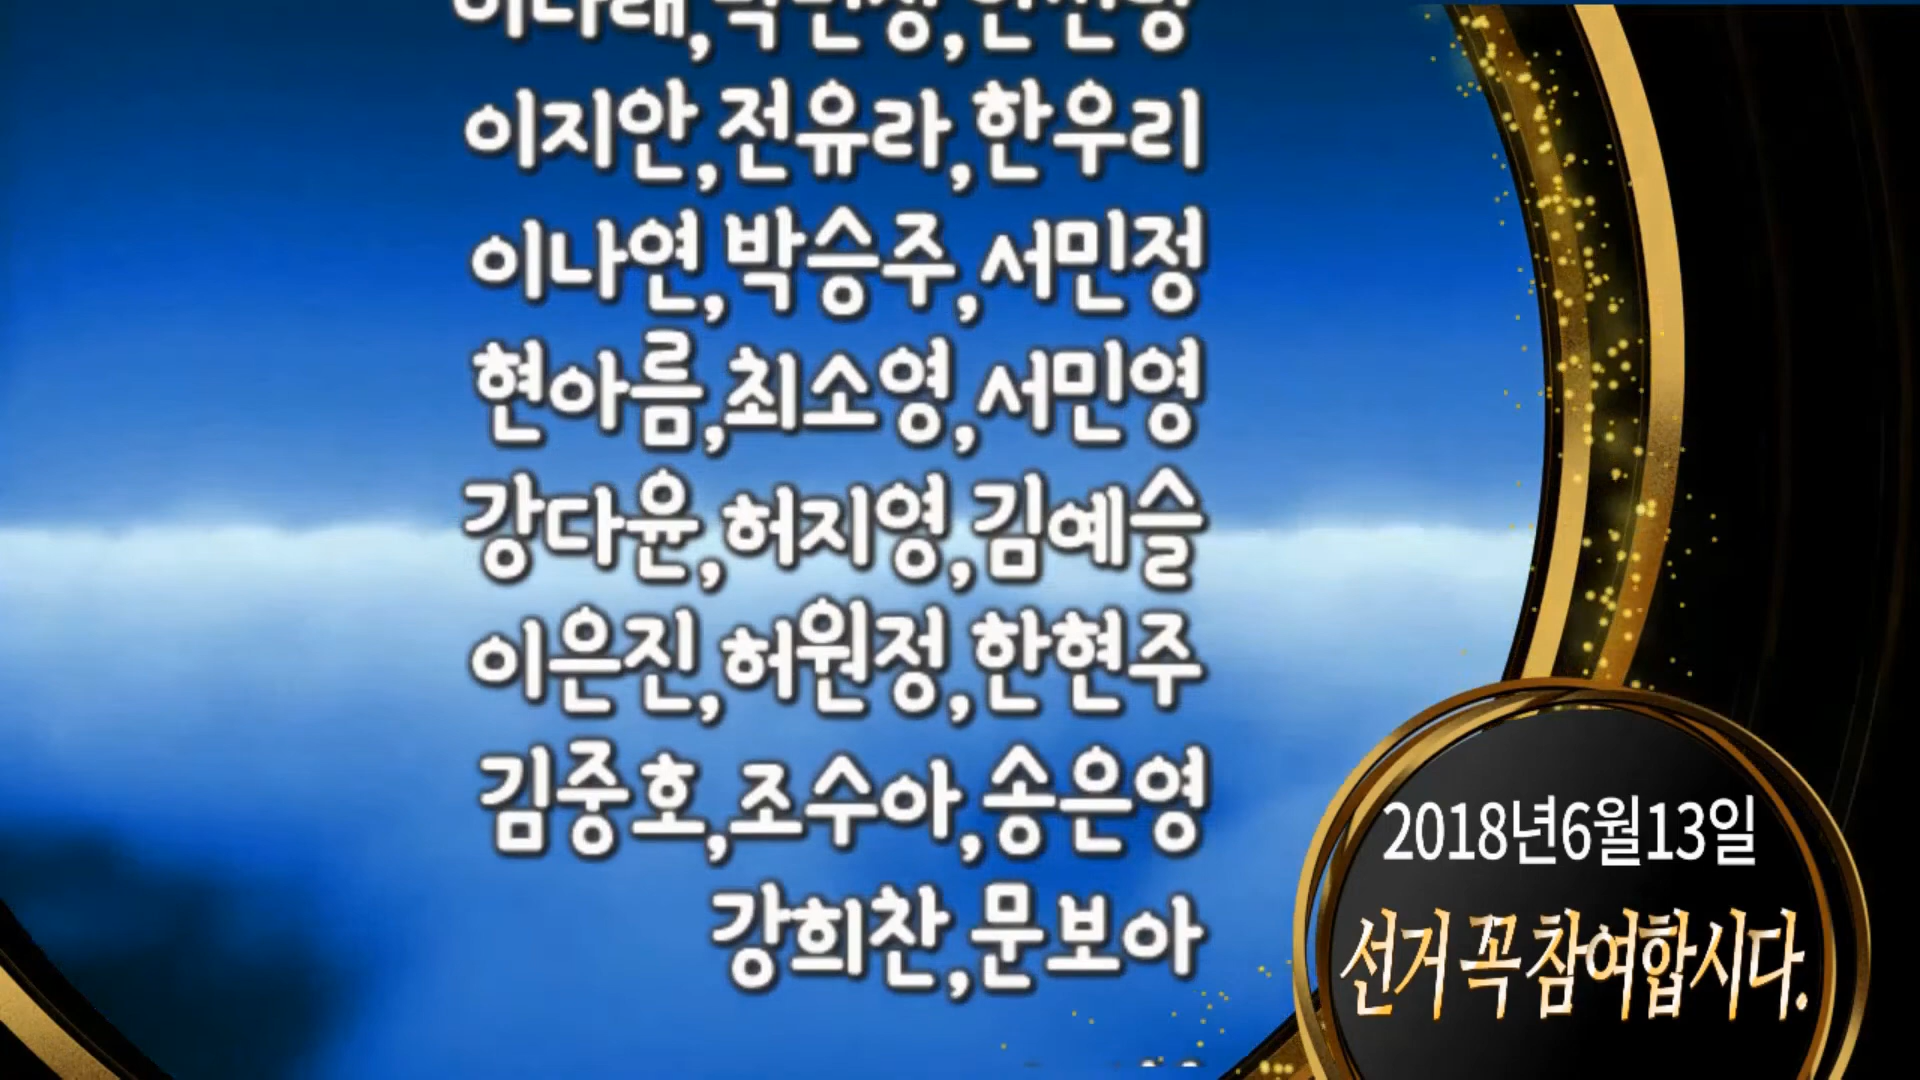 이지안,전유라,한우리
이나연,박승주,서민정
현아름,최소영,서민영
강다윤,허지영,김예슬
이은진,허원정,한현주
김중호,조수아,송은영
강희찬,문보아
2018년6월13일
선거 꼭 참여합시다.